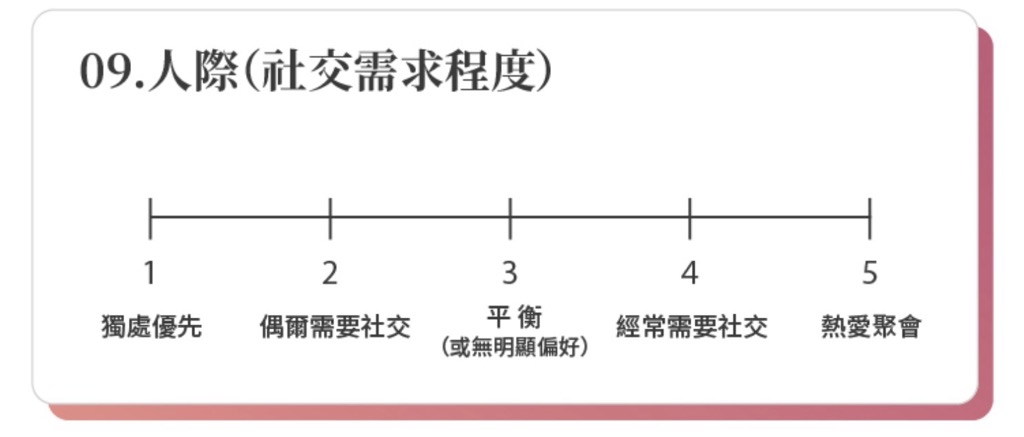 09.人際(社交需求程度)
1
2
3
4
5
獨處優先
偶爾需要社交
平 衡
(或無明顯偏好)
經常需要社交
熱愛聚會